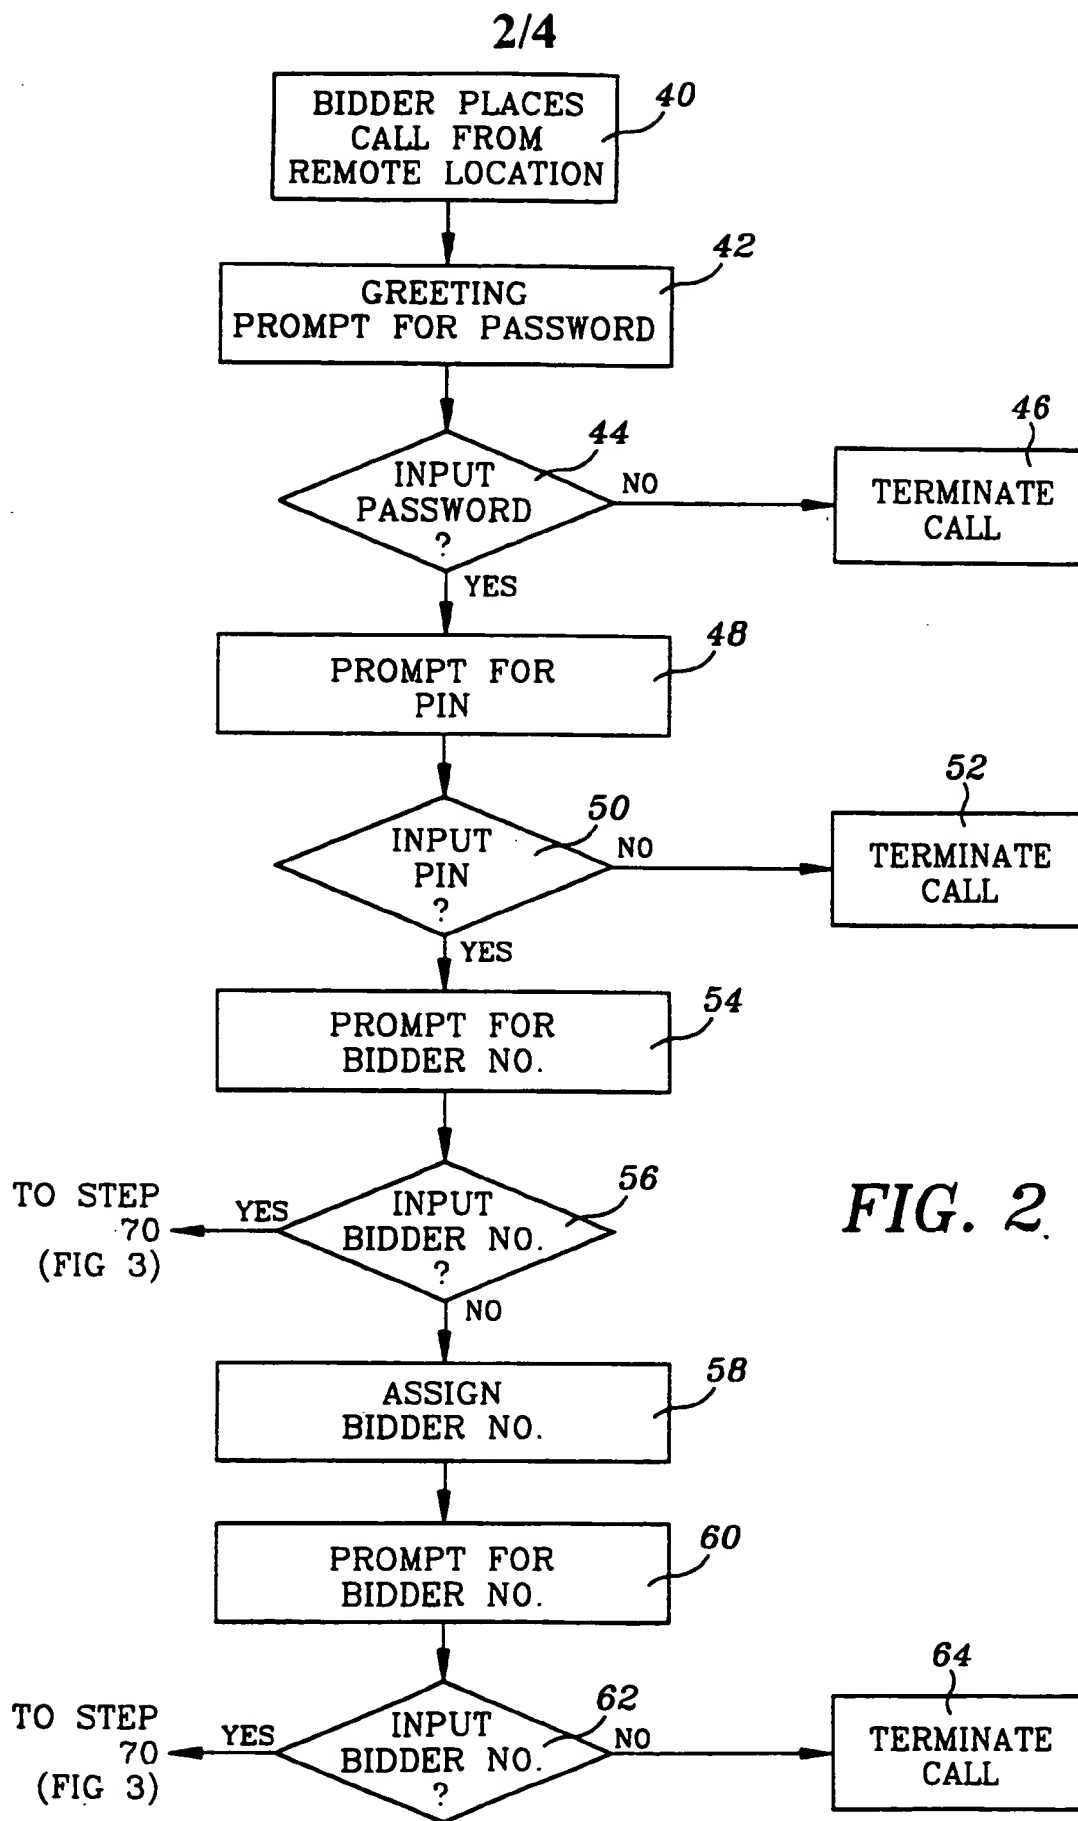 2/4
BIDDER PLACES
CALL FROM
REMOTE LOCATION
40
GREETING
PROMPT FOR PASSWORD
42
INPUT
PASSWORD
?
44
NO
TERMINATE
CALL
46
YES
PROMPT FOR
PIN
48
INPUT
PIN
?
50
NO
TERMINATE
CALL
52
YES
PROMPT FOR
BIDDER NO.
54
INPUT
BIDDER NO.
?
56
YES
TO STEP
70
(FIG 3)
FIG. 2.
NO
ASSIGN
BIDDER NO.
58
PROMPT FOR
BIDDER NO.
60
INPUT
BIDDER NO.
?
62
YES
TO STEP
70
(FIG 3)
NO
TERMINATE
CALL
64